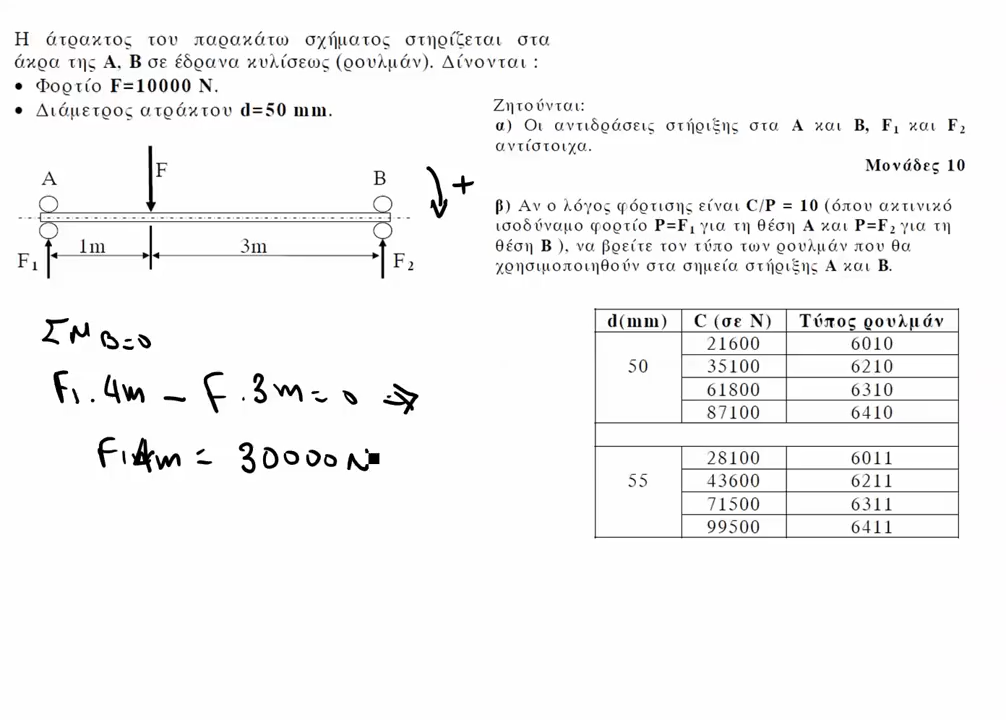 Η άτρακτος του παρακάτω σχήματος στηρίζεται στα
άκρα της Α, Β σε έδρανα κυλίσεως (ρουλμάν). Δίνονται :
• Φορτίο F=10000 N.
• Διάμετρος ατράκτου d=50 mm.
Α
F
Β
+
1m
3m
F1
F2
ΣΜ Β=0
F1 . 4m - F . 3m = 0 =>
F1 4m = 30000 N
Ζητούνται:
α) Οι αντιδράσεις στήριξης στα Α και Β, F1 και F2
αντίστοιχα.
Μονάδες 10
β) Αν ο λόγος φόρτισης είναι C/P = 10 (όπου ακτινικό
ισοδύναμο φορτίο P=F1 για τη θέση Α και P=F2 για τη
θέση Β ), να βρείτε τον τύπο των ρουλμάν που θα
χρησιμοποιηθούν στα σημεία στήριξης Α και Β.
d(mm) C (σε N) Τύπος ρουλμάν
21600 6010
50 35100 6210
61800 6310
87100 6410
28100 6011
55 43600 6211
71500 6311
99500 6411